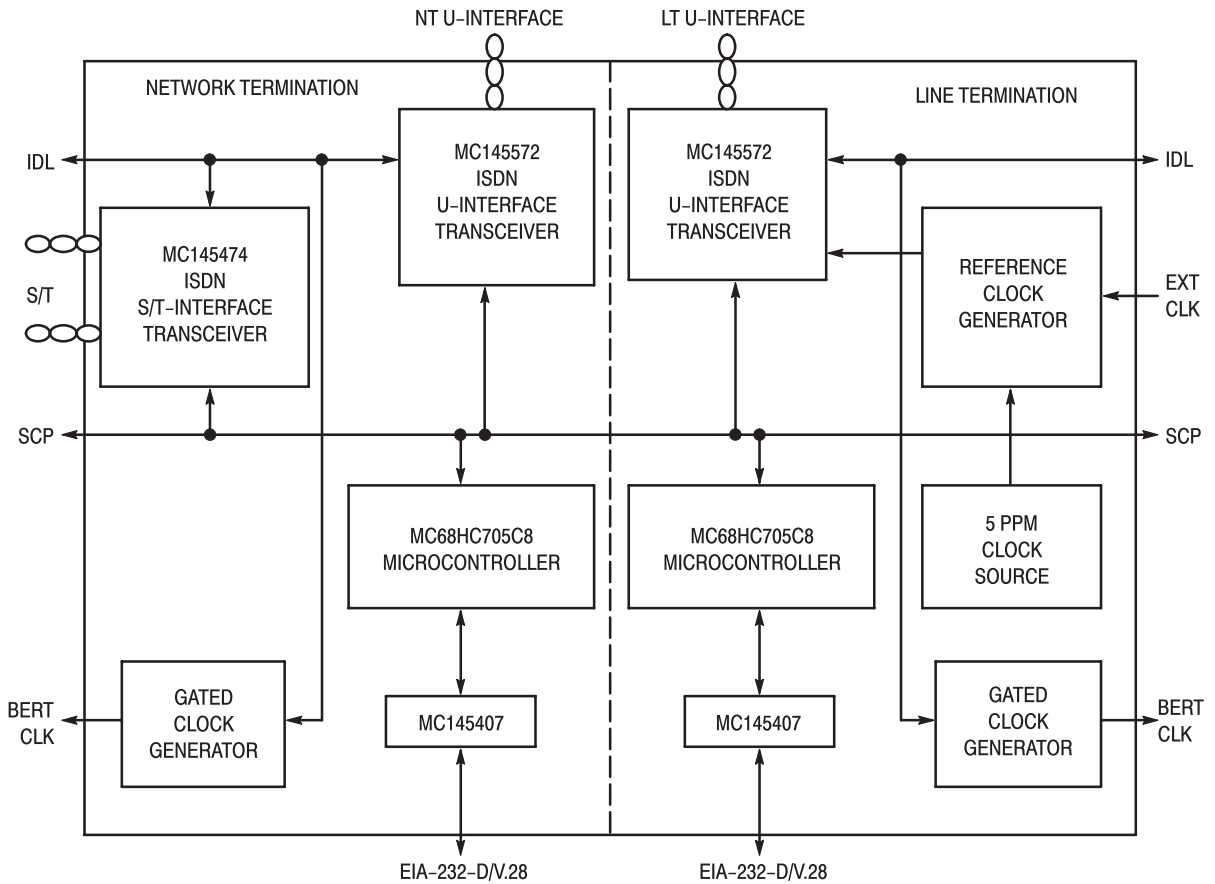 NT U–INTERFACE
LT U–INTERFACE
NETWORK TERMINATION
LINE TERMINATION
IDL
MC145572
ISDN
U–INTERFACE
TRANSCEIVER
MC145572
ISDN
U–INTERFACE
TRANSCEIVER
IDL
S/T
MC145474
ISDN
S/T–INTERFACE
TRANSCEIVER
REFERENCE
CLOCK
GENERATOR
EXT
CLK
SCP
SCP
MC68HC705C8
MICROCONTROLLER
MC68HC705C8
MICROCONTROLLER
5 PPM
CLOCK
SOURCE
BERT
CLK
GATED
CLOCK
GENERATOR
MC145407
MC145407
GATED
CLOCK
GENERATOR
BERT
CLK
EIA–232–D/V.28
EIA–232–D/V.28